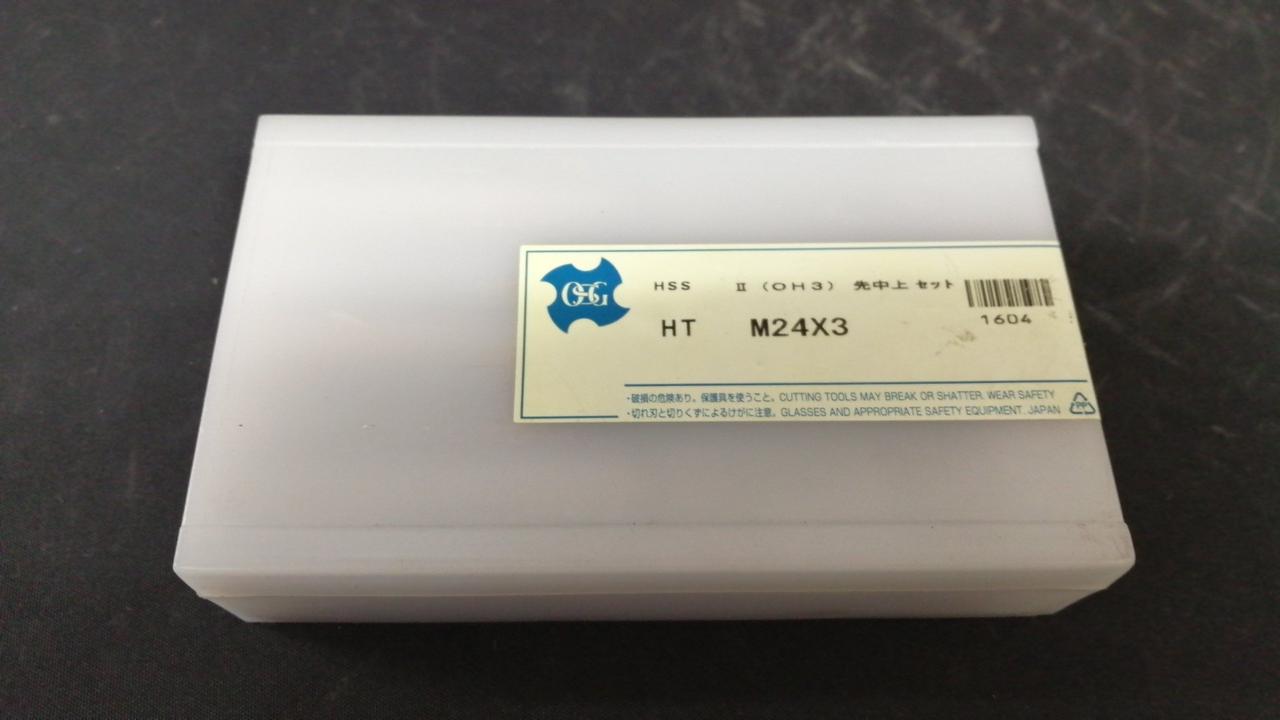 OSG
HSS II (OH3) 先中上セット
HT M24X3
1604
・破損の危険あり。保護具を使うこと。CUTTING TOOLS MAY BREAK OR SHATTER. WEAR SAFETY
・切れ刃と切りくずによるけがに注意。GLASSES AND APPROPRIATE SAFETY EQUIPMENT. JAPAN
PP